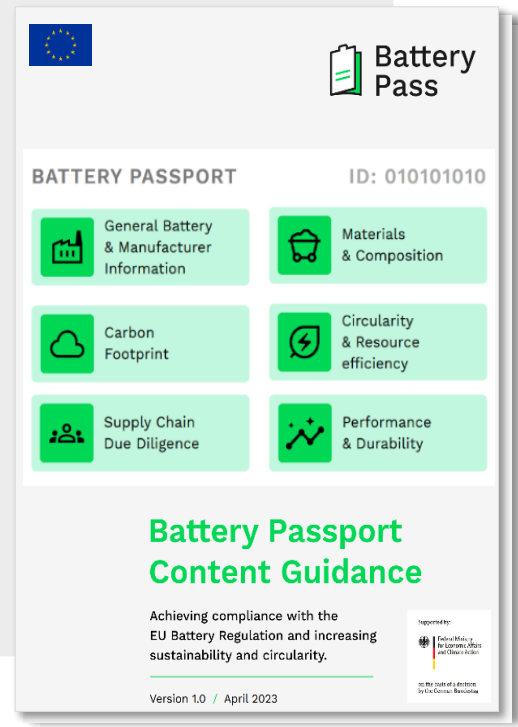 Battery
Pass
BATTERY PASSPORT
ID: 010101010
General Battery
& Manufacturer
Information
Materials
& Composition
Carbon
Footprint
Circularity
& Resource
efficiency
Supply Chain
Due Diligence
Performance
& Durability
Battery Passport
Content Guidance
Achieving compliance with the
EU Battery Regulation and increasing
sustainability and circularity.
Supported by:
Federal Ministry
for Economic Affairs
and Climate Action
on the basis of a decision
by the German Bundestag
Version 1.0 / April 2023